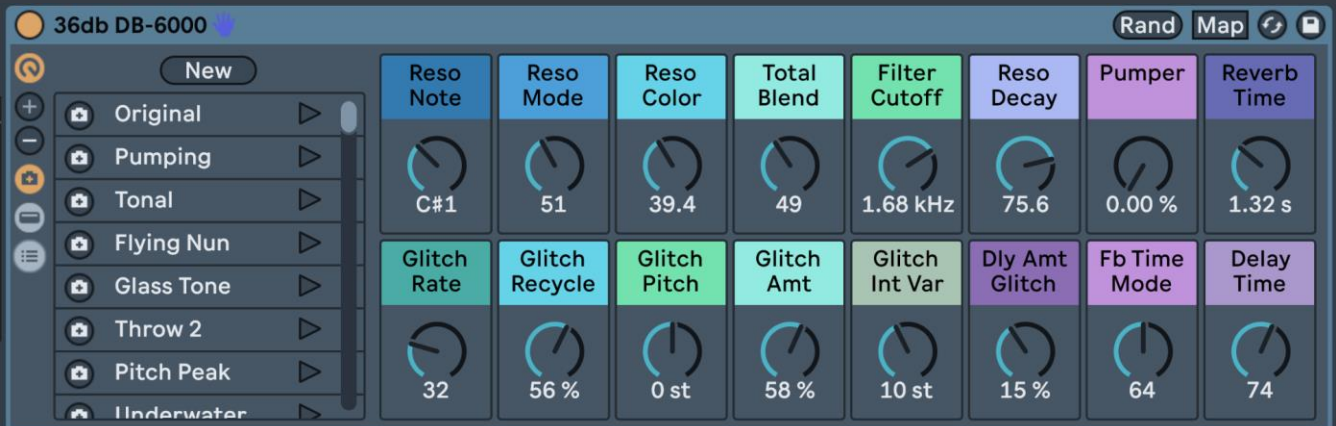 36db DB-6000
Rand Map
New
Original
Pumping
Tonal
Flying Nun
Glass Tone
Throw 2
Pitch Peak
Underwater
Reso
Note
C#1
Reso
Mode
51
Reso
Color
39.4
Total
Blend
49
Filter
Cutoff
1.68 kHz
Reso
Decay
75.6
Pumper
0.00 %
Reverb
Time
1.32 s
Glitch
Rate
32
Glitch
Recycle
56 %
Glitch
Pitch
0 st
Glitch
Amt
58 %
Glitch
Int Var
10 st
Dly Amt
Glitch
15 %
Fb Time
Mode
64
Delay
Time
74